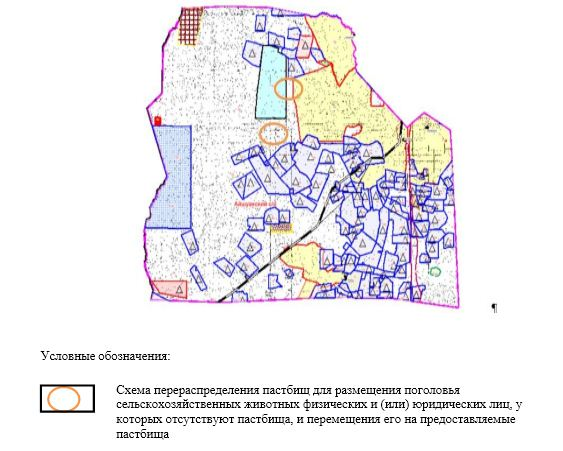 ¶
Условные обозначения:
Схема перераспределения пастбищ для размещения поголовья
сельскохозяйственных животных физических и (или) юридических лиц, у
которых отсутствуют пастбища, и перемещения его на предоставляемые
пастбища